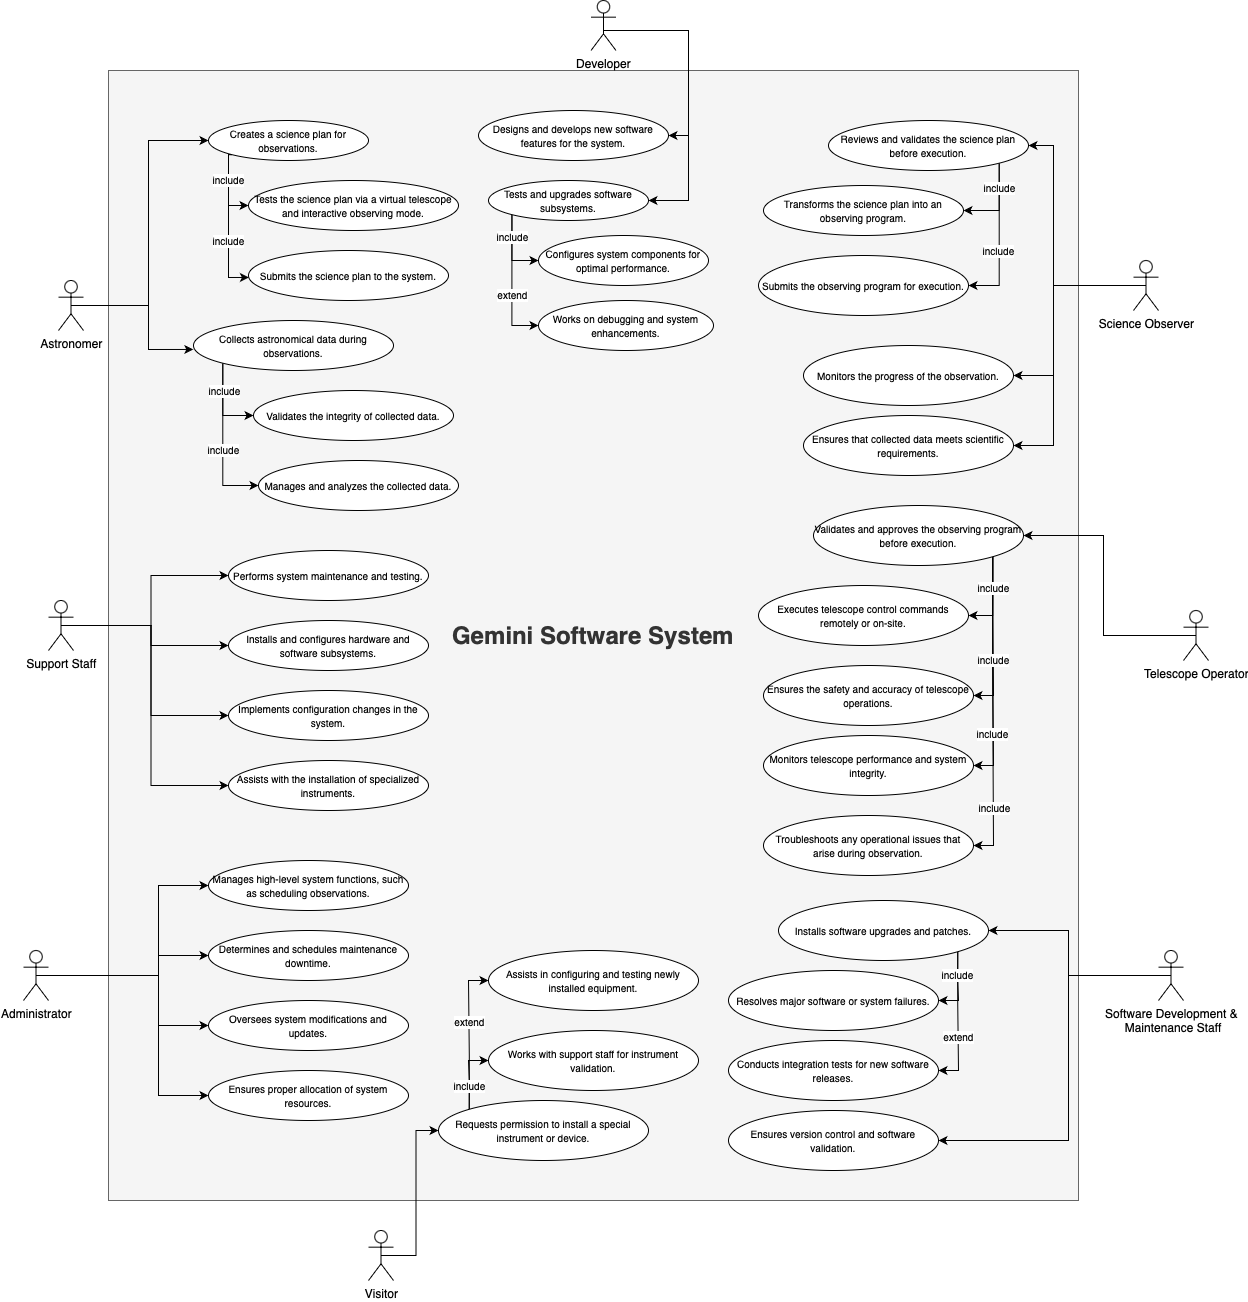 Developer
Creates a science plan for
observations.
include
Tests the science plan via a virtual telescope
and interactive observing mode.
include
Submits the science plan to the system.
Astronomer
Collects astronomical data during
observations.
include
Validates the integrity of collected data.
include
Manages and analyzes the collected data.
Designs and develops new software
features for the system.
Tests and upgrades software
subsystems.
include
Configures system components for
optimal performance.
extend
Works on debugging and system
enhancements.
Reviews and validates the science plan
before execution.
include
Transforms the science plan into an
observing program.
include
Submits the observing program for execution.
Science Observer
Monitors the progress of the observation.
Ensures that collected data meets scientific
requirements.
Performs system maintenance and testing.
Support Staff
Installs and configures hardware and
software subsystems.
Implements configuration changes in the
system.
Assists with the installation of specialized
instruments.
Gemini Software System
Validates and approves the observing program
before execution.
include
Executes telescope control commands
remotely or on-site.
include
Ensures the safety and accuracy of telescope
operations.
include
Monitors telescope performance and system
integrity.
include
Troubleshoots any operational issues that
arise during observation.
Telescope Operator
Manages high-level system functions, such
as scheduling observations.
Determines and schedules maintenance
downtime.
Administrator
Oversees system modifications and
updates.
Ensures proper allocation of system
resources.
Assists in configuring and testing newly
installed equipment.
extend
Works with support staff for instrument
validation.
include
Requests permission to install a special
instrument or device.
Visitor
Installs software upgrades and patches.
include
Resolves major software or system failures.
extend
Conducts integration tests for new software
releases.
Ensures version control and software
validation.
Software Development &
Maintenance Staff